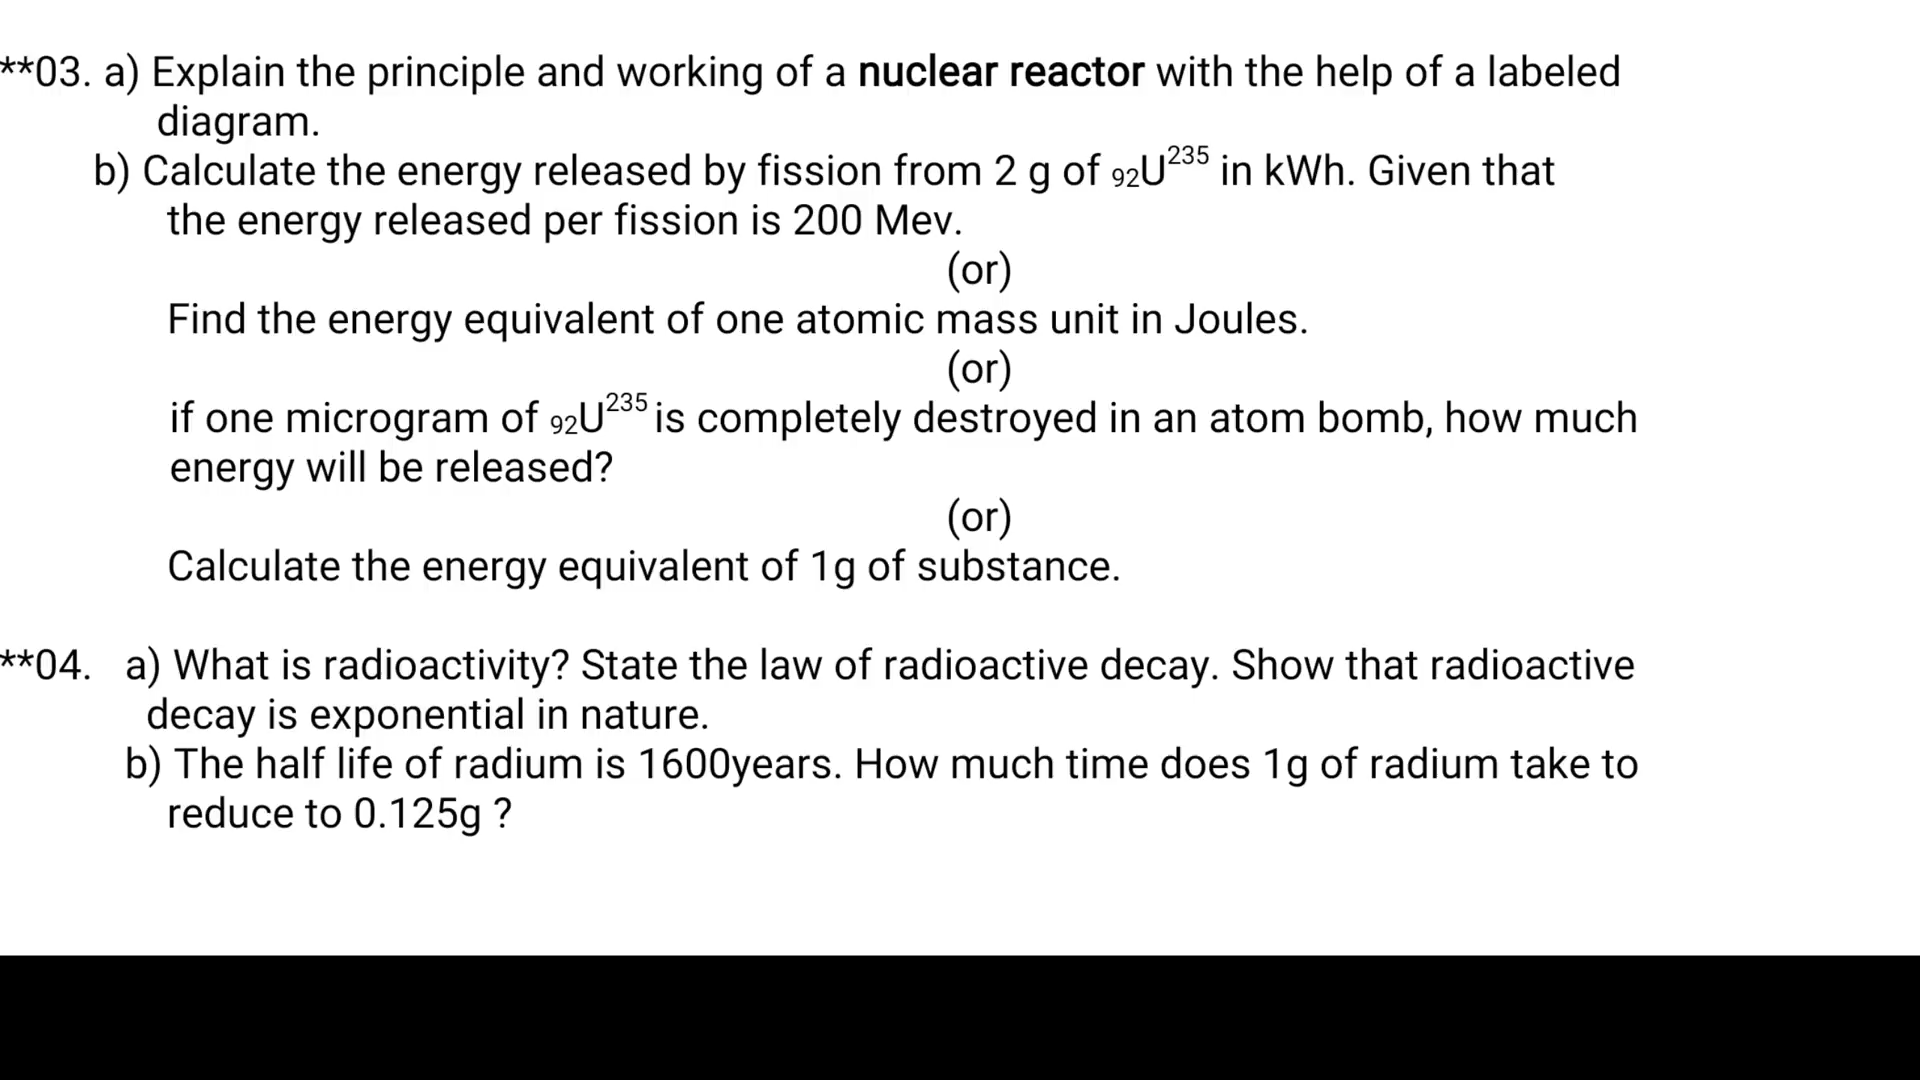 **03. a) Explain the principle and working of a nuclear reactor with the help of a labeled
diagram.
b) Calculate the energy released by fission from 2 g of ₉₂U²³⁵ in kWh. Given that
the energy released per fission is 200 Mev.
(or)
Find the energy equivalent of one atomic mass unit in Joules.
(or)
if one microgram of ₉₂U²³⁵ is completely destroyed in an atom bomb, how much
energy will be released?
(or)
Calculate the energy equivalent of 1g of substance.
**04. a) What is radioactivity? State the law of radioactive decay. Show that radioactive
decay is exponential in nature.
b) The half life of radium is 1600years. How much time does 1g of radium take to
reduce to 0.125g ?